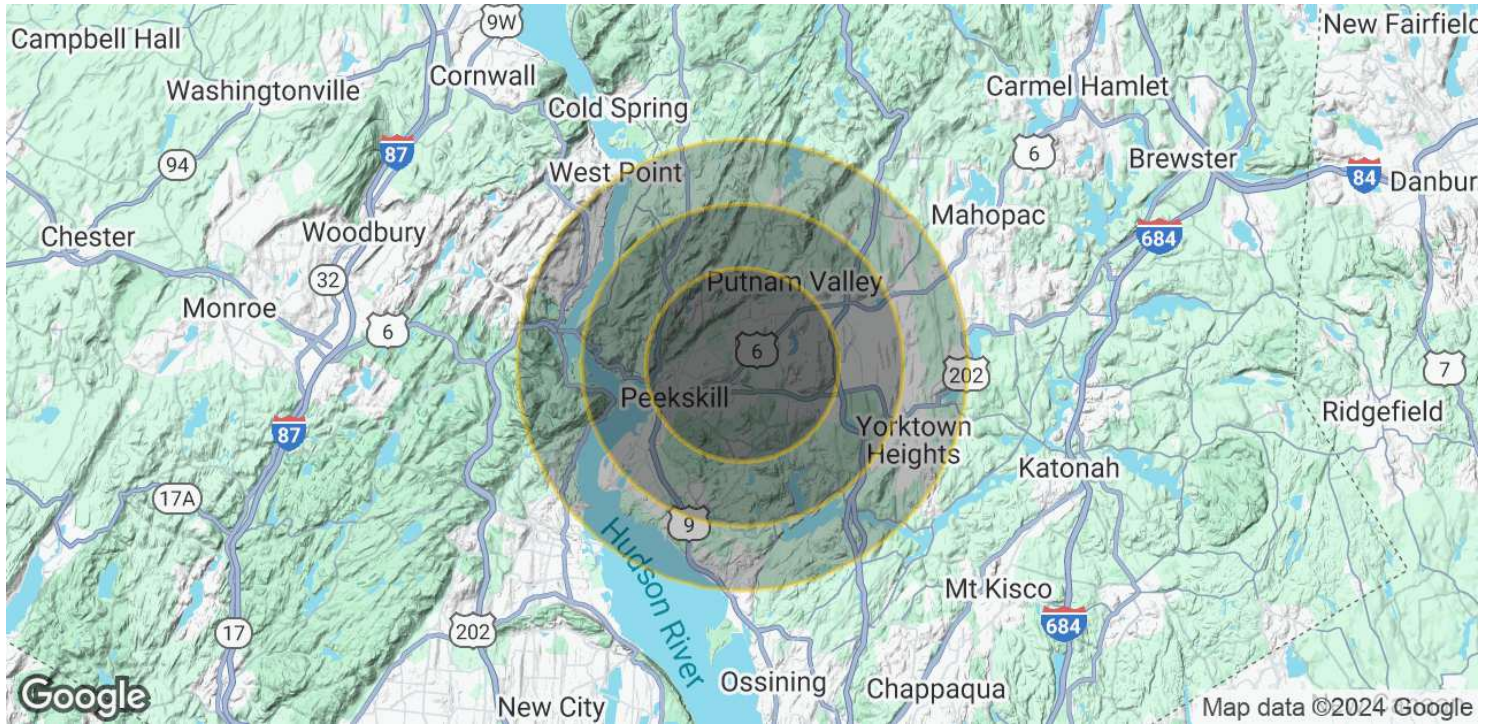 9W
New Fairfield
Campbell Hall
Cornwall
Washingtonville
Carmel Hamlet
Cold Spring
87
6
94
Brewster
West Point
84
Danbur
Mahopac
Woodbury
Chester
684
32
Putnam Valley
Monroe
6
6
202
7
Peekskill
Ridgefield
87
Yorktown
Heights
Katonah
17A
9
Hudson River
Mt Kisco
684
17
202
Ossining
Chappaqua
Google
New City
Map data ©2024 Google